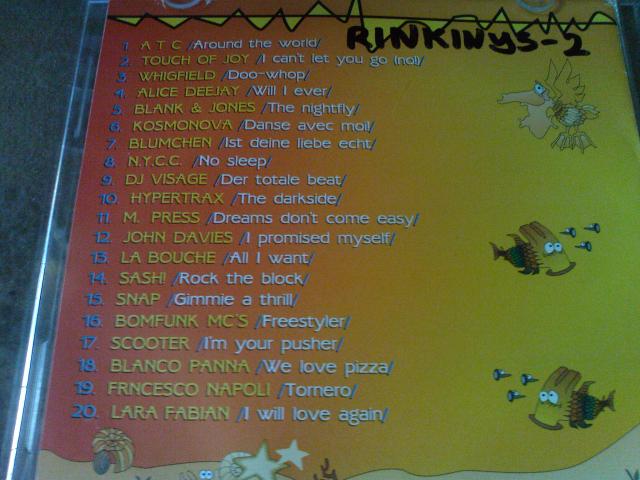 RINKINYS-2
1. A T C /Around the world/
2. TOUCH OF JOY /I can't let you go (no!)/
3. WHIGFIELD /Doo-whop/
4. ALICE DEEJAY /Will I ever/
5. BLANK & JONES /The nightfly/
6. KOSMONOVA /Danse avec moi!/
7. BLUMCHEN /Ist deine liebe echt/
8. N.Y.C.C. /No sleep/
9. DJ VISAGE /Der totale beat/
10. HYPERTRAX /The darkside/
11. M. PRESS /Dreams don't come easy/
12. JOHN DAVIES /I promised myself/
13. LA BOUCHE /All I want/
14. SASH! /Rock the block/
15. SNAP /Gimmie a thrill/
16. BOMFUNK MC'S /Freestyler/
17. SCOOTER /I'm your pusher/
18. BLANCO PANNA /We love pizza/
19. FRNCESCO NAPOLI /Tornero/
20. LARA FABIAN /I will love again/